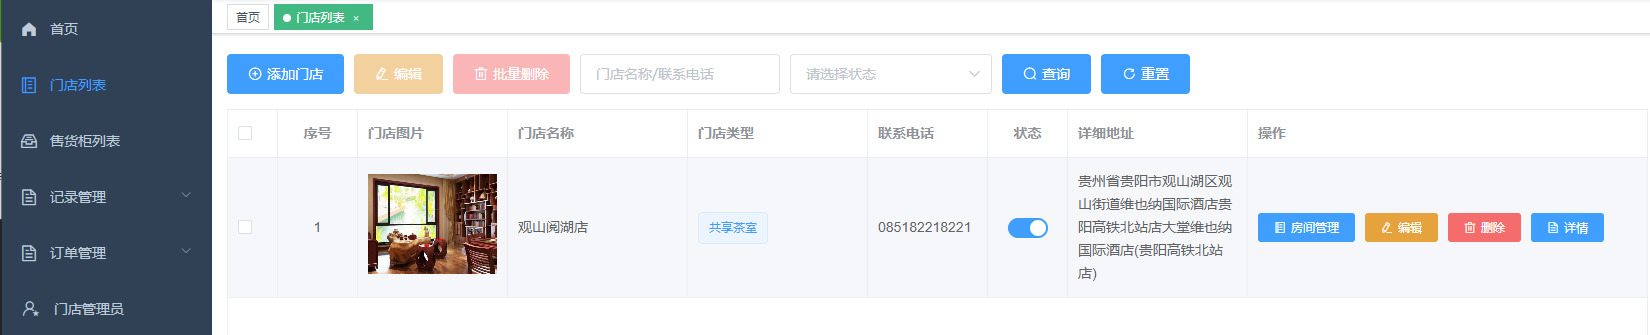 首页
门店列表
售货柜列表
记录管理
订单管理
门店管理员
首页 门店列表 ×
添加门店 编辑 批量删除 门店名称/联系电话 请选择状态 查询 重置
序号 门店图片 门店名称 门店类型 联系电话 状态 详细地址 操作
1 观山阅湖店 共享茶室 085182218221
贵州省贵阳市观山湖区观
山街道维也纳国际酒店贵
阳高铁北站店大堂维也纳
国际酒店(贵阳高铁北站
店)
房间管理 编辑 删除 详情